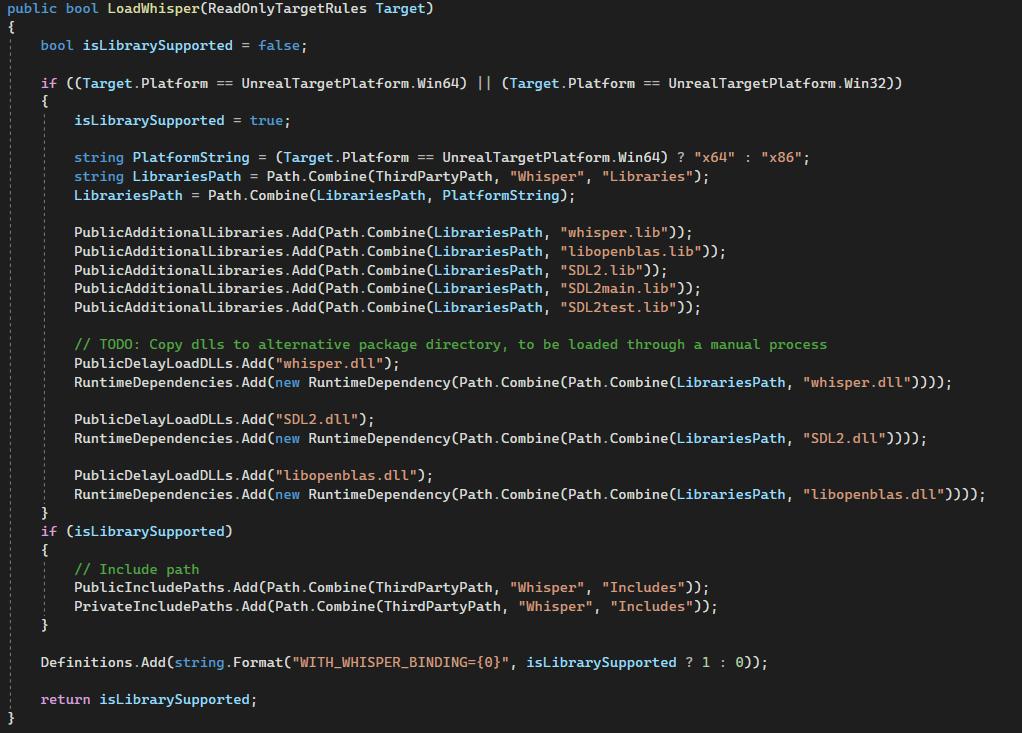 public bool LoadWhisper(ReadOnlyTargetRules Target)
{
    bool isLibrarySupported = false;

    if ((Target.Platform == UnrealTargetPlatform.Win64) || (Target.Platform == UnrealTargetPlatform.Win32))
    {
        isLibrarySupported = true;

        string PlatformString = (Target.Platform == UnrealTargetPlatform.Win64) ? "x64" : "x86";
        string LibrariesPath = Path.Combine(ThirdPartyPath, "Whisper", "Libraries");
        LibrariesPath = Path.Combine(LibrariesPath, PlatformString);

        PublicAdditionalLibraries.Add(Path.Combine(LibrariesPath, "whisper.lib"));
        PublicAdditionalLibraries.Add(Path.Combine(LibrariesPath, "libopenblas.lib"));
        PublicAdditionalLibraries.Add(Path.Combine(LibrariesPath, "SDL2.lib"));
        PublicAdditionalLibraries.Add(Path.Combine(LibrariesPath, "SDL2main.lib"));
        PublicAdditionalLibraries.Add(Path.Combine(LibrariesPath, "SDL2test.lib"));

        // TODO: Copy dlls to alternative package directory, to be loaded through a manual process
        PublicDelayLoadDLLs.Add("whisper.dll");
        RuntimeDependencies.Add(new RuntimeDependency(Path.Combine(Path.Combine(LibrariesPath, "whisper.dll"))));

        PublicDelayLoadDLLs.Add("SDL2.dll");
        RuntimeDependencies.Add(new RuntimeDependency(Path.Combine(Path.Combine(LibrariesPath, "SDL2.dll"))));

        PublicDelayLoadDLLs.Add("libopenblas.dll");
        RuntimeDependencies.Add(new RuntimeDependency(Path.Combine(Path.Combine(LibrariesPath, "libopenblas.dll"))));
    }
    if (isLibrarySupported)
    {
        // Include path
        PublicIncludePaths.Add(Path.Combine(ThirdPartyPath, "Whisper", "Includes"));
        PrivateIncludePaths.Add(Path.Combine(ThirdPartyPath, "Whisper", "Includes"));
    }

    Definitions.Add(string.Format("WITH_WHISPER_BINDING={0}", isLibrarySupported ? 1 : 0));

    return isLibrarySupported;
}